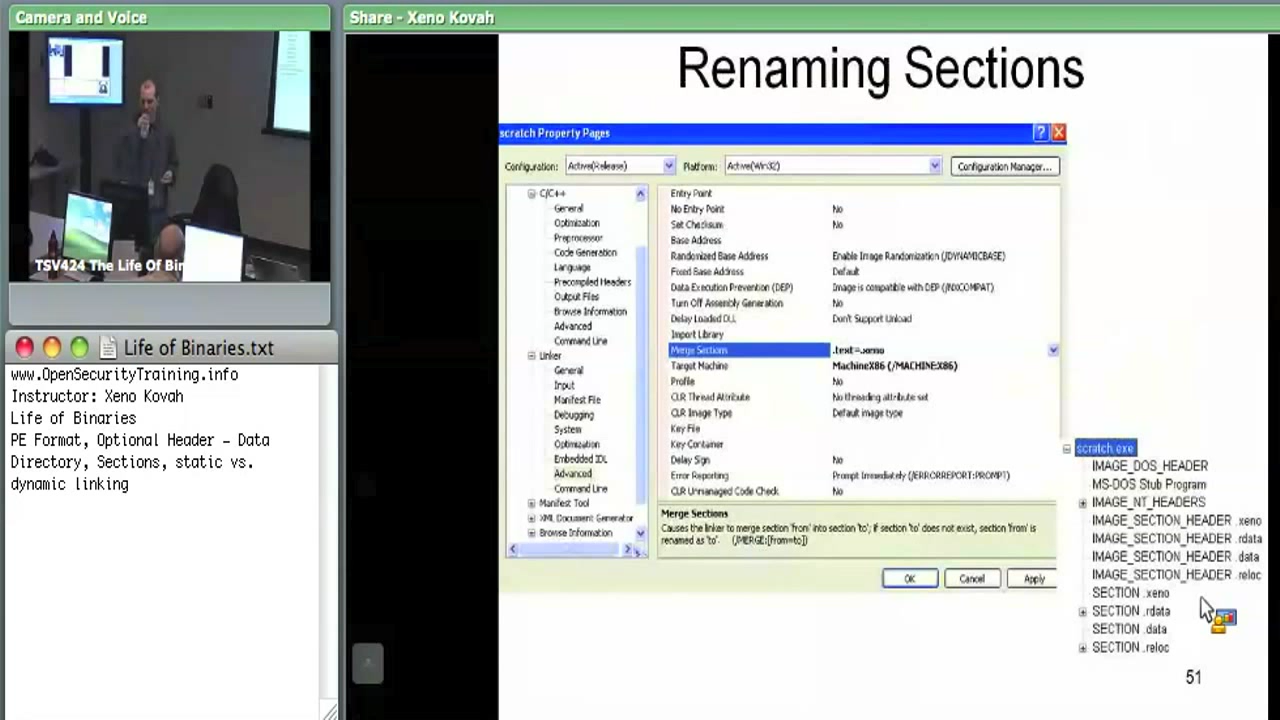 Camera and Voice
TSV424 The Life Of Bin
Life of Binaries.txt
www.OpenSecurityTraining.info
Instructor: Xeno Kovah
Life of Binaries
PE Format, Optional Header – Data
Directory, Sections, static vs.
dynamic linking
Share - Xeno Kovah
Renaming Sections
scratch Property Pages
Configuration: Active(Release) Platform: Active(Win32) Configuration Manager...
C/C++
General
Optimization
Preprocessor
Code Generation
Language
Precompiled Headers
Output Files
Browse Information
Advanced
Command Line
Linker
General
Input
Manifest File
Debugging
System
Optimization
Embedded IDL
Advanced
Command Line
Manifest Tool
XML Document Generator
Browse Information
Entry Point
No Entry Point No
Set Checksum No
Base Address
Randomized Base Address Enable Image Randomization (/DYNAMICBASE)
Fixed Base Address Default
Data Execution Prevention (DEP) Image is compatible with DEP (/NXCOMPAT)
Turn Off Assembly Generation No
Delay Loaded DLL Don't Support Unload
Import Library
Merge Sections .text=.xeno
Target Machine MachineX86 (/MACHINE:X86)
Profile No
CLR Thread Attribute No threading attribute set
CLR Image Type Default image type
Key File
Key Container
Delay Sign No
Error Reporting Prompt Immediately (/ERRORREPORT:PROMPT)
CLR Unmanaged Code Check No
Merge Sections
Causes the linker to merge section 'from' into section 'to'; if section 'to' does not exist, section 'from' is
renamed as 'to'. (/MERGE:[from=to])
OK Cancel Apply
scratch.exe
IMAGE_DOS_HEADER
MS-DOS Stub Program
IMAGE_NT_HEADERS
IMAGE_SECTION_HEADER .xeno
IMAGE_SECTION_HEADER .rdata
IMAGE_SECTION_HEADER .data
IMAGE_SECTION_HEADER .reloc
SECTION .xeno
SECTION .rdata
SECTION .data
SECTION .reloc
51